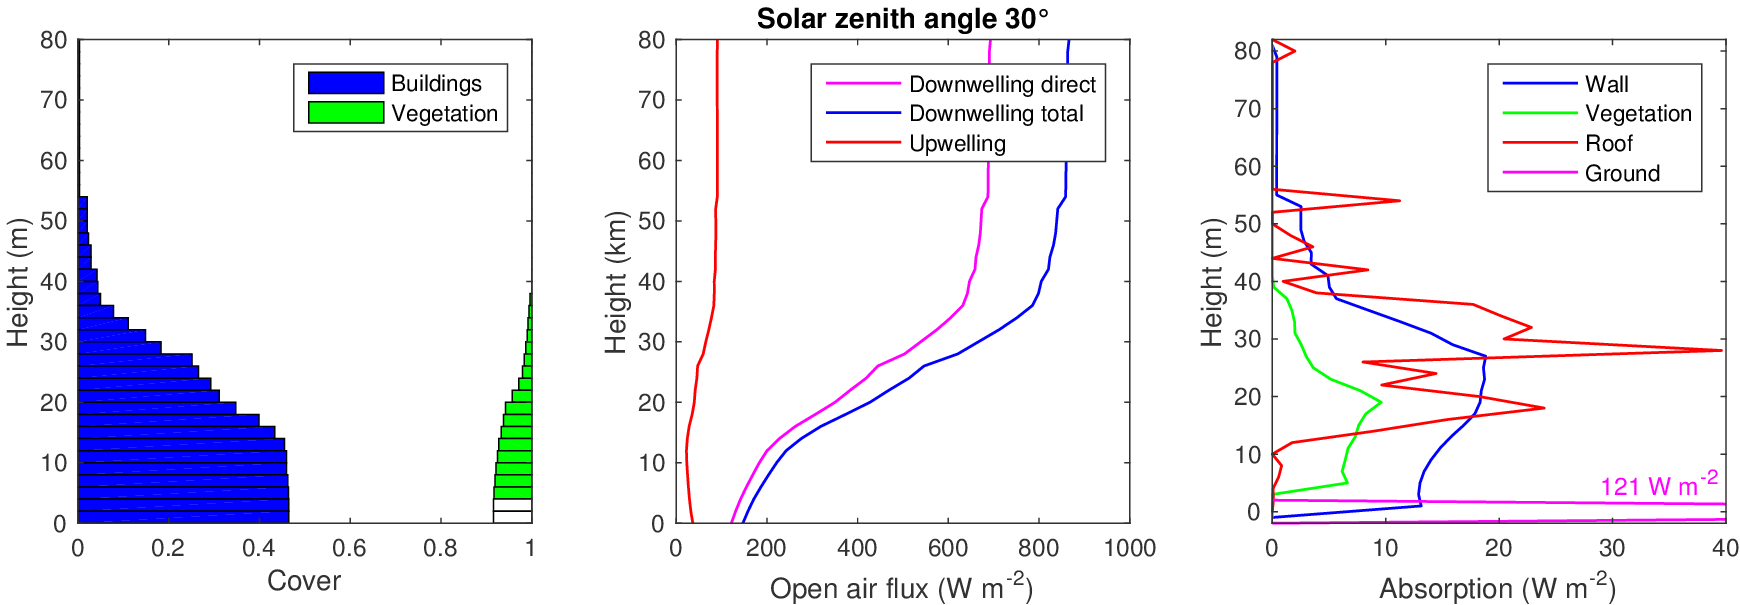 Solar zenith angle 30°
80
70
60
50
40
30
20
10
0
Height (m)
0
0.2
0.4
0.6
0.8
1
Cover
Buildings
Vegetation
80
70
60
50
40
30
20
10
0
Height (km)
0
200
400
600
800
1000
Open air flux (W m-2)
Downwelling direct
Downwelling total
Upwelling
80
70
60
50
40
30
20
10
0
Height (m)
0
10
20
30
40
Absorption (W m-2)
Wall
Vegetation
Roof
Ground
121 W m-2